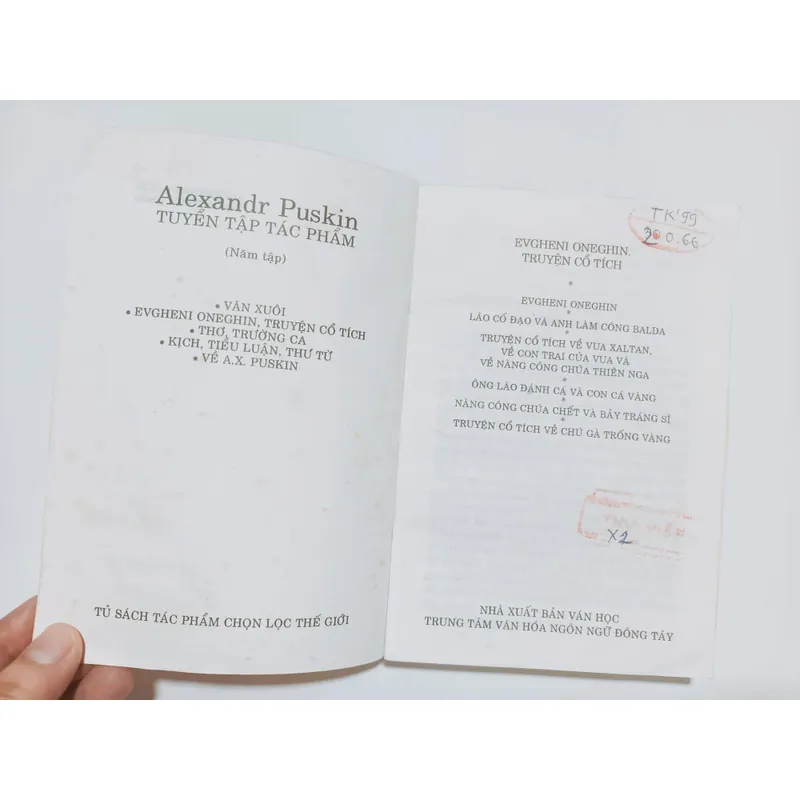 Alexandr Puskin
TUYỂN TẬP TÁC PHẨM
(Năm tập)
• VĂN XUÔI
• EVGHENI ONEGHIN, TRUYỆN CỔ TÍCH
• THƠ, TRƯỜNG CA
• KỊCH, TIỂU LUẬN, THƯ TỪ
• VỀ A.X. PUSKIN
TỦ SÁCH TÁC PHẨM CHỌN LỌC THẾ GIỚI
TK'99
EVGHENI ONEGHIN.
TRUYỆN CỔ TÍCH
EVGHENI ONEGHIN
LÃO CỐ ĐẠO VÀ ANH LÀM CÔNG BALDA
TRUYỆN CỔ TÍCH VỀ VUA XALTAN,
VỀ CON TRAI CỦA VUA VÀ
VỀ NÀNG CÔNG CHÚA THIÊN NGA
ÔNG LÃO ĐÁNH CÁ VÀ CON CÁ VÀNG
NÀNG CÔNG CHÚA CHẾT VÀ BẢY TRÁNG SĨ
TRUYỆN CỔ TÍCH VỀ CHÚ GÀ TRỐNG VÀNG
X2
NHÀ XUẤT BẢN VĂN HỌC
TRUNG TÂM VĂN HÓA NGÔN NGỮ ĐÔNG TÂY